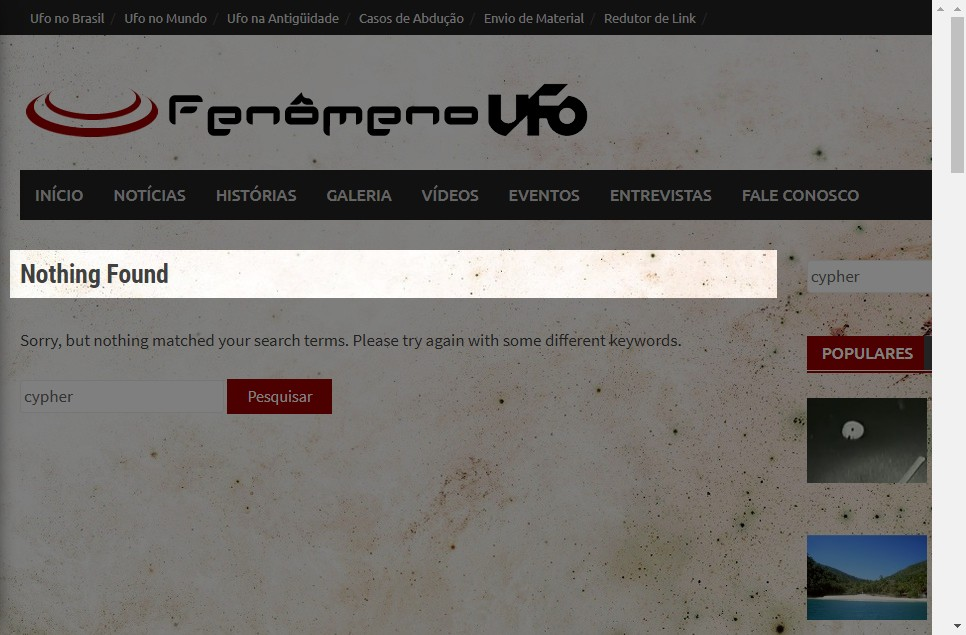 Ufo no Brasil / Ufo no Mundo / Ufo na Antigüidade / Casos de Abdução / Envio de Material / Redutor de Link /
Fenômeno UFO
INÍCIO NOTÍCIAS HISTÓRIAS GALERIA VÍDEOS EVENTOS ENTREVISTAS FALE CONOSCO
Nothing Found
cypher
Sorry, but nothing matched your search terms. Please try again with some different keywords.
POPULARES
cypher Pesquisar